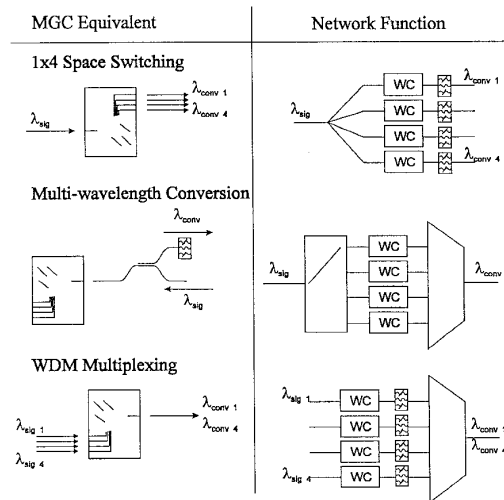 MGC Equivalent
Network Function
1x4 Space Switching
λsig
λconv 1
λconv 4
λsig
WC
λconv 1
WC
WC
WC
λconv 4
Multi-wavelength Conversion
λconv
λsig
λsig
WC
WC
WC
WC
λconv
WDM Multiplexing
λsig 1
λsig 4
λconv 1
λconv 4
λsig 1
WC
WC
WC
λsig 4
WC
λconv
λconv 4